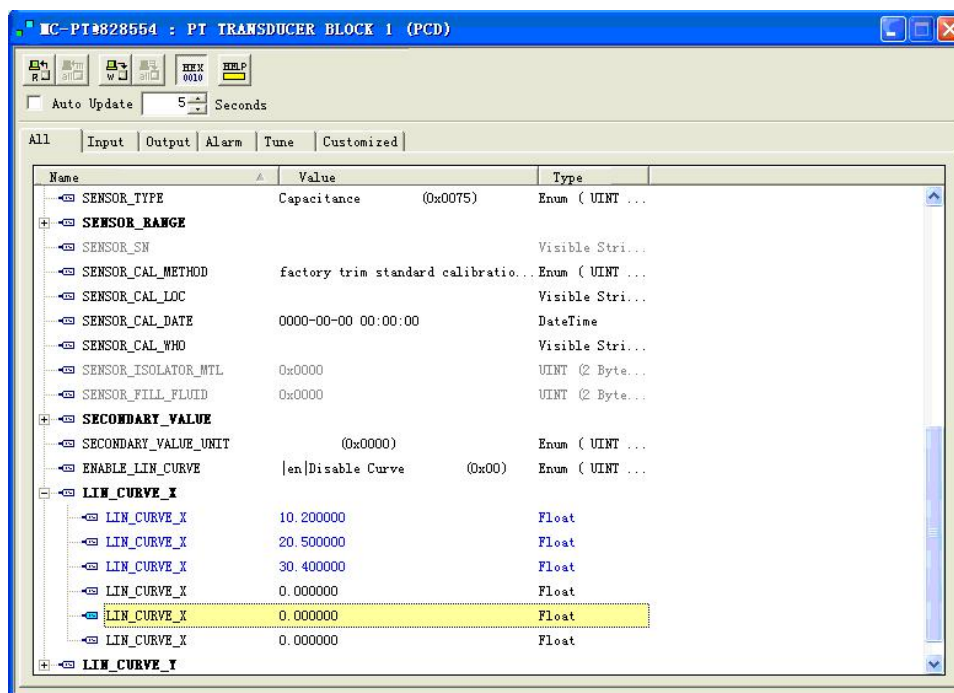 MC-PT@828554 : PT TRANSDUCER BLOCK 1 (PCD)
R all W all HEX 0010 HELP
Auto Update 5 Seconds
All Input Output Alarm Tune Customized
Name Value Type
SENSOR_TYPE Capacitance (0x0075) Enum ( UINT ...
SENSOR_RANGE
SENSOR_SN Visible Stri...
SENSOR_CAL_METHOD factory trim standard calibratio... Enum ( UINT ...
SENSOR_CAL_LOC Visible Stri...
SENSOR_CAL_DATE 0000-00-00 00:00:00 DateTime
SENSOR_CAL_WHO Visible Stri...
SENSOR_ISOLATOR_MTL 0x0000 UINT (2 Byte...
SENSOR_FILL_FLUID 0x0000 UINT (2 Byte...
SECONDARY_VALUE
SECONDARY_VALUE_UNIT (0x0000) Enum ( UINT ...
ENABLE_LIN_CURVE |en|Disable Curve (0x00) Enum ( UINT ...
LIN_CURVE_X
LIN_CURVE_X 10.200000 Float
LIN_CURVE_X 20.500000 Float
LIN_CURVE_X 30.400000 Float
LIN_CURVE_X 0.000000 Float
LIN_CURVE_X 0.000000 Float
LIN_CURVE_X 0.000000 Float
LIN_CURVE_Y